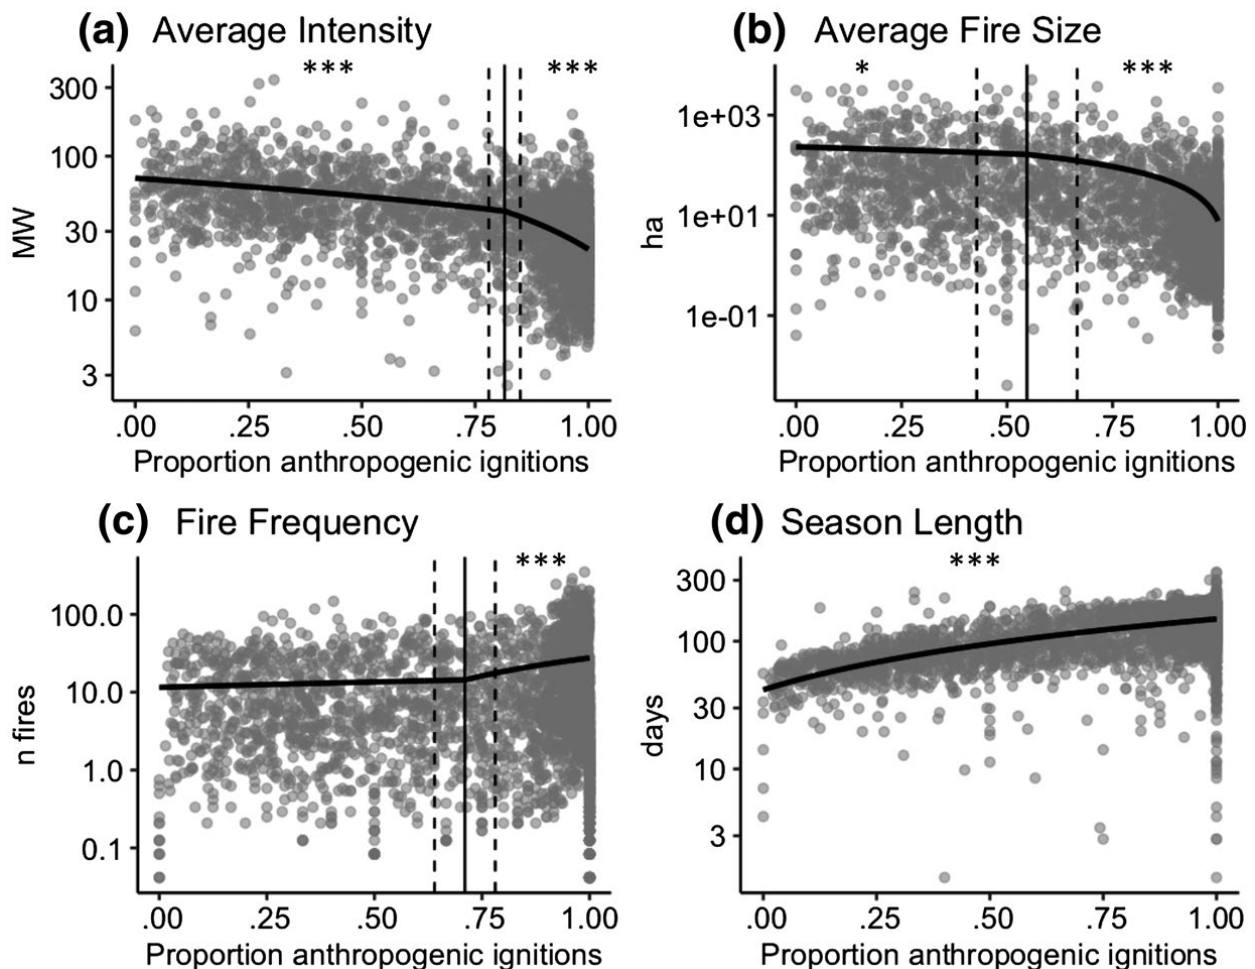 (a) Average Intensity
*** ***
300
100
30
10
3
MW
.00 .25 .50 .75 1.00
Proportion anthropogenic ignitions
(b) Average Fire Size
* ***
1e+03
1e+01
1e-01
ha
.00 .25 .50 .75 1.00
Proportion anthropogenic ignitions
(c) Fire Frequency
***
100.0
10.0
1.0
0.1
n fires
.00 .25 .50 .75 1.00
Proportion anthropogenic ignitions
(d) Season Length
***
300
100
30
10
3
days
.00 .25 .50 .75 1.00
Proportion anthropogenic ignitions